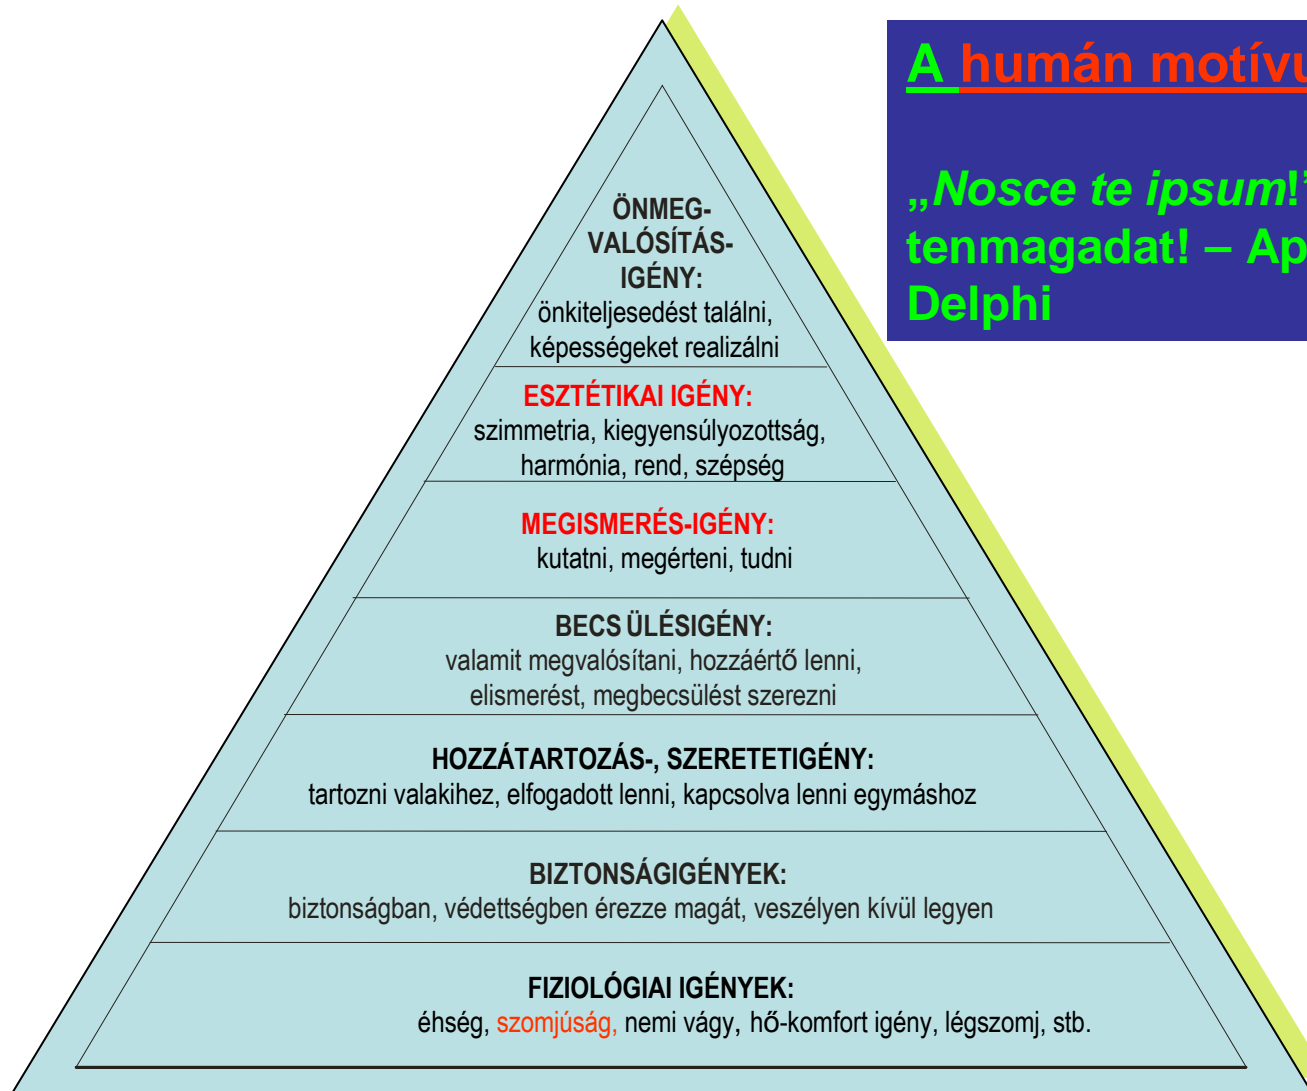 A humán motívu
„Nosce te ipsum!”
tenmagadat! – Ap
Delphi
ÖNMEG-
VALÓSÍTÁS-
IGÉNY:
önkiteljesedést találni,
képességeket realizálni
ESZTÉTIKAI IGÉNY:
szimmetria, kiegyensúlyozottság,
harmónia, rend, szépség
MEGISMERÉS-IGÉNY:
kutatni, megérteni, tudni
BECS ÜLÉSIGÉNY:
valamit megvalósítani, hozzáértő lenni,
elismerést, megbecsülést szerezni
HOZZÁTARTOZÁS-, SZERETETIGÉNY:
tartozni valakihez, elfogadott lenni, kapcsolva lenni egymáshoz
BIZTONSÁGIGÉNYEK:
biztonságban, védettségben érezze magát, veszélyen kívül legyen
FIZIOLÓGIAI IGÉNYEK:
éhség, szomjúság, nemi vágy, hő-komfort igény, légszomj, stb.